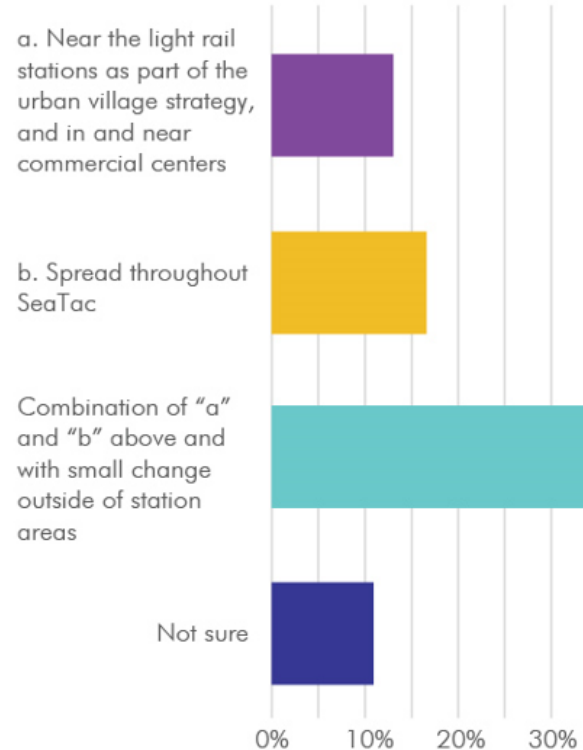 a. Near the light rail
stations as part of the
urban village strategy,
and in and near
commercial centers
b. Spread throughout
SeaTac
Combination of “a”
and “b” above and
with small change
outside of station
areas
Not sure
0% 10% 20% 30%